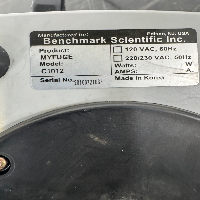 Manufactured for:
Edison, NJ, USA
Benchmark Scientific Inc.
Product:
MYFUGE
Model:
C1012
Serial No.
120 VAC, 60Hz
220/230 VAC, 50Hz
Watts: W
AMPS: A.
Made in Korea